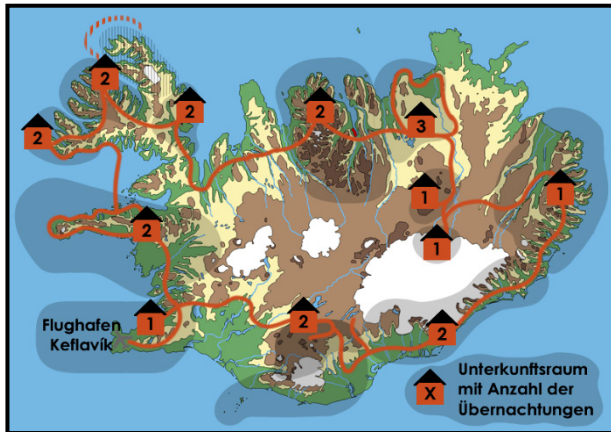 2
2
2
2
3
2
1
1
1
1
2
2
Flughafen
Keflavík
X
Unterkunftsraum
mit Anzahl der
Übernachtungen